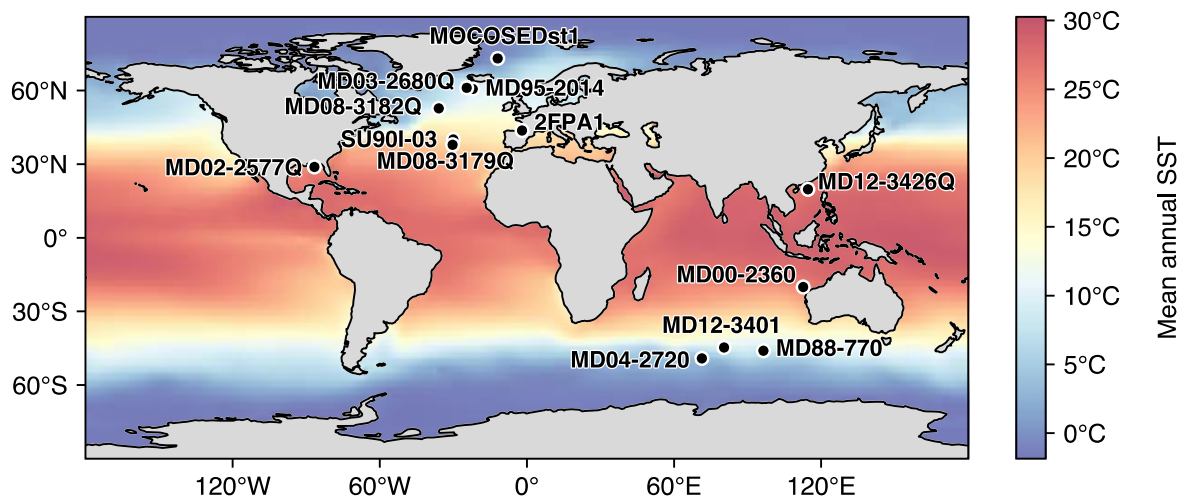 MOCOSEDst1
MD03-2680Q
MD95-2014
MD08-3182Q
2FPA1
SU90I-03
MD08-3179Q
MD02-2577Q
MD12-3426Q
MD00-2360
MD12-3401
MD88-770
MD04-2720
60°N
30°N
0°
30°S
60°S
120°W
60°W
0°
60°E
120°E
30°C
25°C
20°C
15°C
10°C
5°C
0°C
Mean annual SST